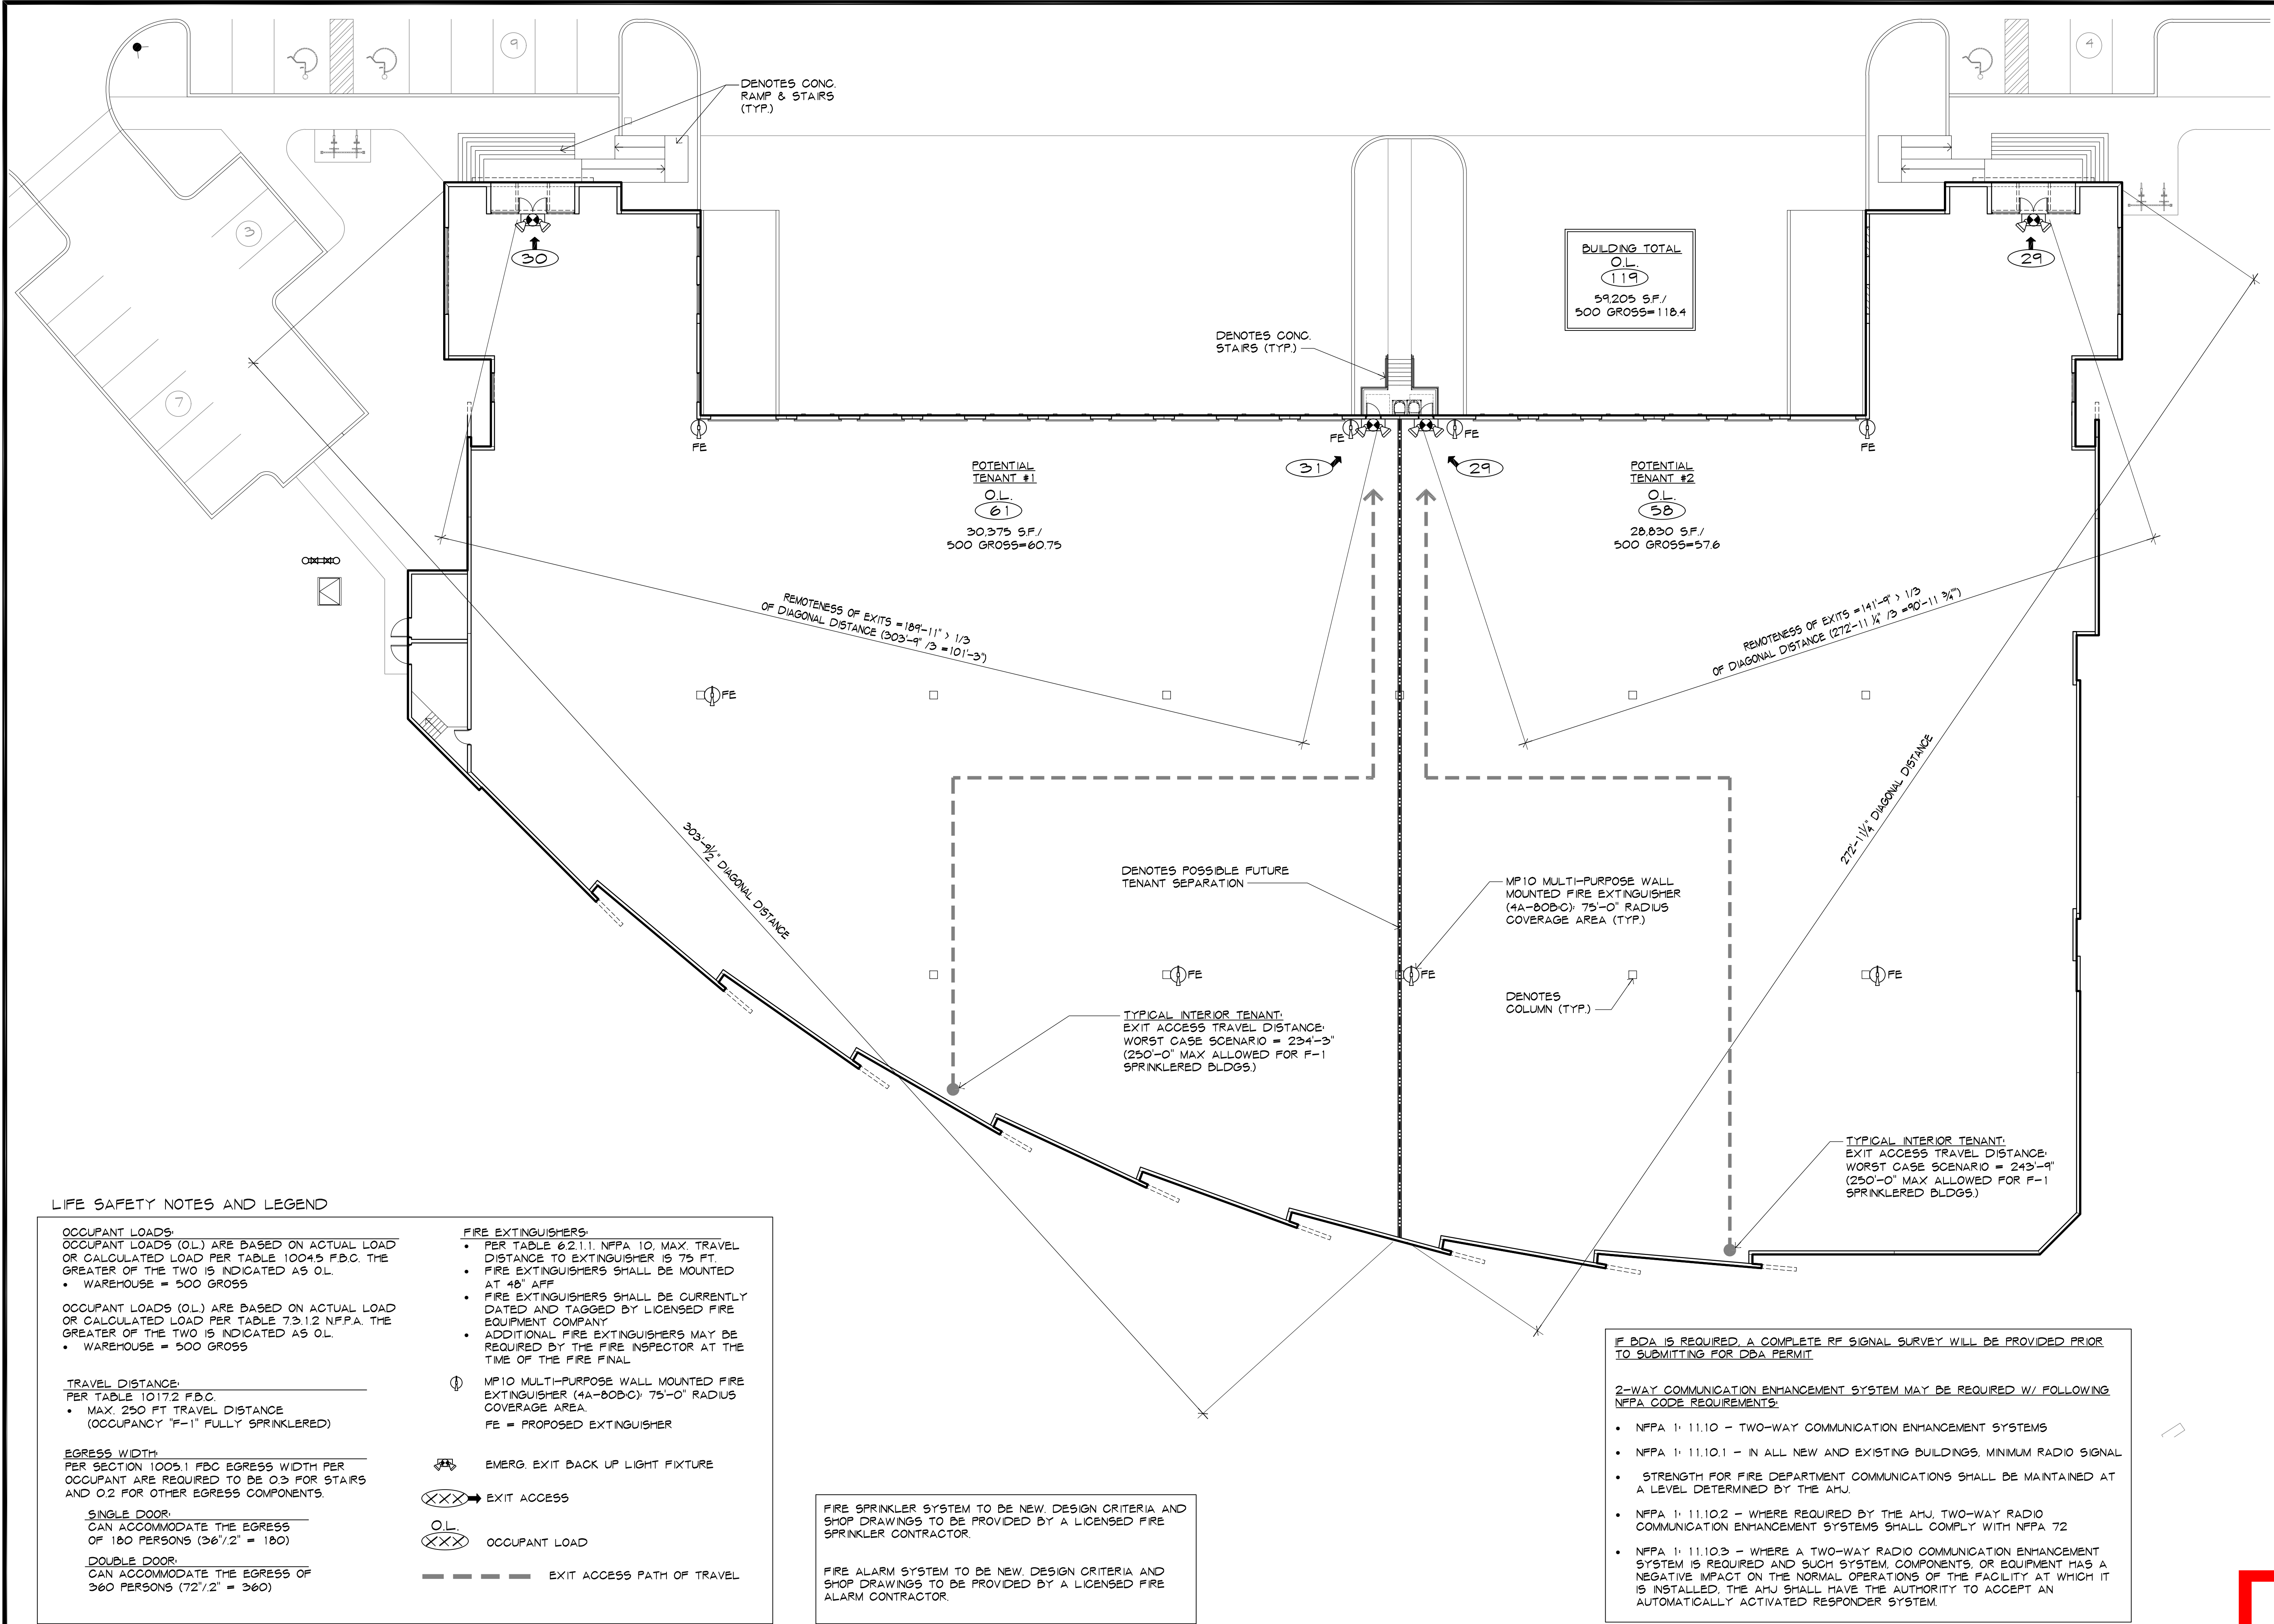 9
4
DENOTES CONC.
RAMP & STAIRS
(TYP.)
3
7
30
BUILDING TOTAL
O.L.
119
59,205 S.F./
500 GROSS=118.4
29
DENOTES CONC.
STAIRS (TYP.)
FE
FE
FE
FE
31
29
POTENTIAL
TENANT #1
O.L.
61
30,375 S.F./
500 GROSS=60.75
POTENTIAL
TENANT #2
O.L.
58
28,830 S.F./
500 GROSS=57.6
REMOTENESS OF EXITS =189'-11" > 1/3
OF DIAGONAL DISTANCE (303'-9" /3 =101'-3")
REMOTENESS OF EXITS =141'-9" > 1/3
OF DIAGONAL DISTANCE (272'-11 1/4" /3 =90'-11 3/4")
FE
303'-9 1/2" DIAGONAL DISTANCE
272'-11 1/4" DIAGONAL DISTANCE
DENOTES POSSIBLE FUTURE
TENANT SEPARATION
MP10 MULTI-PURPOSE WALL
MOUNTED FIRE EXTINGUISHER
(4A-80B:C): 75'-0" RADIUS
COVERAGE AREA (TYP.)
FE
FE
FE
DENOTES
COLUMN (TYP.)
TYPICAL INTERIOR TENANT:
EXIT ACCESS TRAVEL DISTANCE:
WORST CASE SCENARIO = 234'-3"
(250'-0" MAX ALLOWED FOR F-1
SPRINKLERED BLDGS.)
TYPICAL INTERIOR TENANT:
EXIT ACCESS TRAVEL DISTANCE:
WORST CASE SCENARIO = 243'-9"
(250'-0" MAX ALLOWED FOR F-1
SPRINKLERED BLDGS.)
LIFE SAFETY NOTES AND LEGEND
OCCUPANT LOADS:
OCCUPANT LOADS (O.L.) ARE BASED ON ACTUAL LOAD
OR CALCULATED LOAD PER TABLE 1004.5 F.B.C. THE
GREATER OF THE TWO IS INDICATED AS O.L.
• WAREHOUSE = 500 GROSS
OCCUPANT LOADS (O.L.) ARE BASED ON ACTUAL LOAD
OR CALCULATED LOAD PER TABLE 7.3.1.2 N.F.P.A. THE
GREATER OF THE TWO IS INDICATED AS O.L.
• WAREHOUSE = 500 GROSS
TRAVEL DISTANCE:
PER TABLE 1017.2 F.B.C.
• MAX. 250 FT TRAVEL DISTANCE
(OCCUPANCY "F-1" FULLY SPRINKLERED)
EGRESS WIDTH:
PER SECTION 1005.1 FBC EGRESS WIDTH PER
OCCUPANT ARE REQUIRED TO BE 0.3 FOR STAIRS
AND 0.2 FOR OTHER EGRESS COMPONENTS.
SINGLE DOOR:
CAN ACCOMMODATE THE EGRESS
OF 180 PERSONS (36"/.2" = 180)
DOUBLE DOOR:
CAN ACCOMMODATE THE EGRESS OF
360 PERSONS (72"/.2" = 360)
FIRE EXTINGUISHERS:
• PER TABLE 6.2.1.1. NFPA 10, MAX. TRAVEL
DISTANCE TO EXTINGUISHER IS 75 FT.
• FIRE EXTINGUISHERS SHALL BE MOUNTED
AT 48" AFF
• FIRE EXTINGUISHERS SHALL BE CURRENTLY
DATED AND TAGGED BY LICENSED FIRE
EQUIPMENT COMPANY
• ADDITIONAL FIRE EXTINGUISHERS MAY BE
REQUIRED BY THE FIRE INSPECTOR AT THE
TIME OF THE FIRE FINAL
MP10 MULTI-PURPOSE WALL MOUNTED FIRE
EXTINGUISHER (4A-80B:C): 75'-0" RADIUS
COVERAGE AREA.
FE = PROPOSED EXTINGUISHER
EMERG. EXIT BACK UP LIGHT FIXTURE
XXX EXIT ACCESS
O.L.
XXX OCCUPANT LOAD
EXIT ACCESS PATH OF TRAVEL
FIRE SPRINKLER SYSTEM TO BE NEW. DESIGN CRITERIA AND
SHOP DRAWINGS TO BE PROVIDED BY A LICENSED FIRE
SPRINKLER CONTRACTOR.
FIRE ALARM SYSTEM TO BE NEW. DESIGN CRITERIA AND
SHOP DRAWINGS TO BE PROVIDED BY A LICENSED FIRE
ALARM CONTRACTOR.
IF BDA IS REQUIRED, A COMPLETE RF SIGNAL SURVEY WILL BE PROVIDED PRIOR
TO SUBMITTING FOR DBA PERMIT
2-WAY COMMUNICATION ENHANCEMENT SYSTEM MAY BE REQUIRED W/ FOLLOWING
NFPA CODE REQUIREMENTS:
• NFPA 1: 11.10 - TWO-WAY COMMUNICATION ENHANCEMENT SYSTEMS
• NFPA 1: 11.10.1 - IN ALL NEW AND EXISTING BUILDINGS, MINIMUM RADIO SIGNAL
• STRENGTH FOR FIRE DEPARTMENT COMMUNICATIONS SHALL BE MAINTAINED AT
A LEVEL DETERMINED BY THE AHJ.
• NFPA 1: 11.10.2 - WHERE REQUIRED BY THE AHJ, TWO-WAY RADIO
COMMUNICATION ENHANCEMENT SYSTEMS SHALL COMPLY WITH NFPA 72
• NFPA 1: 11.10.3 - WHERE A TWO-WAY RADIO COMMUNICATION ENHANCEMENT
SYSTEM IS REQUIRED AND SUCH SYSTEM, COMPONENTS, OR EQUIPMENT HAS A
NEGATIVE IMPACT ON THE NORMAL OPERATIONS OF THE FACILITY AT WHICH IT
IS INSTALLED, THE AHJ SHALL HAVE THE AUTHORITY TO ACCEPT AN
AUTOMATICALLY ACTIVATED RESPONDER SYSTEM.